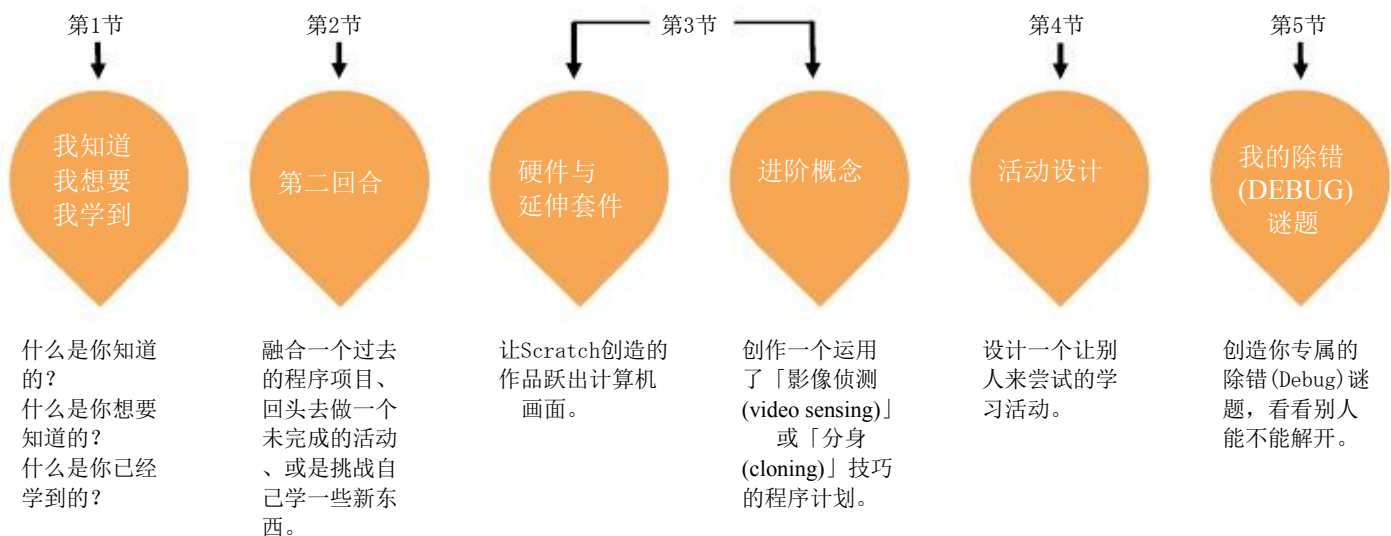 第1节
第2节
第3节
第4节
第5节
我知道
我想要
我学到
第二回合
硬件与
延伸套件
进阶概念
活动设计
我的除错
(DEBUG)
谜题
什么是你知道
的?
什么是你想要
知道的?
什么是你已经
学到的?
融合一个过去
的程序项目、
回头去做一个
未完成的活动
、或是挑战自
己学一些新东
西。
让Scratch创造的
作品跃出计算机
画面。
创作一个运用
了「影像侦测
(video sensing)」
或「分身
(cloning)」技巧
的程序计划。
设计一个让别
人来尝试的学
习活动。
创造你专属的
除错(Debug)谜
题，看看别人
能不能解开。